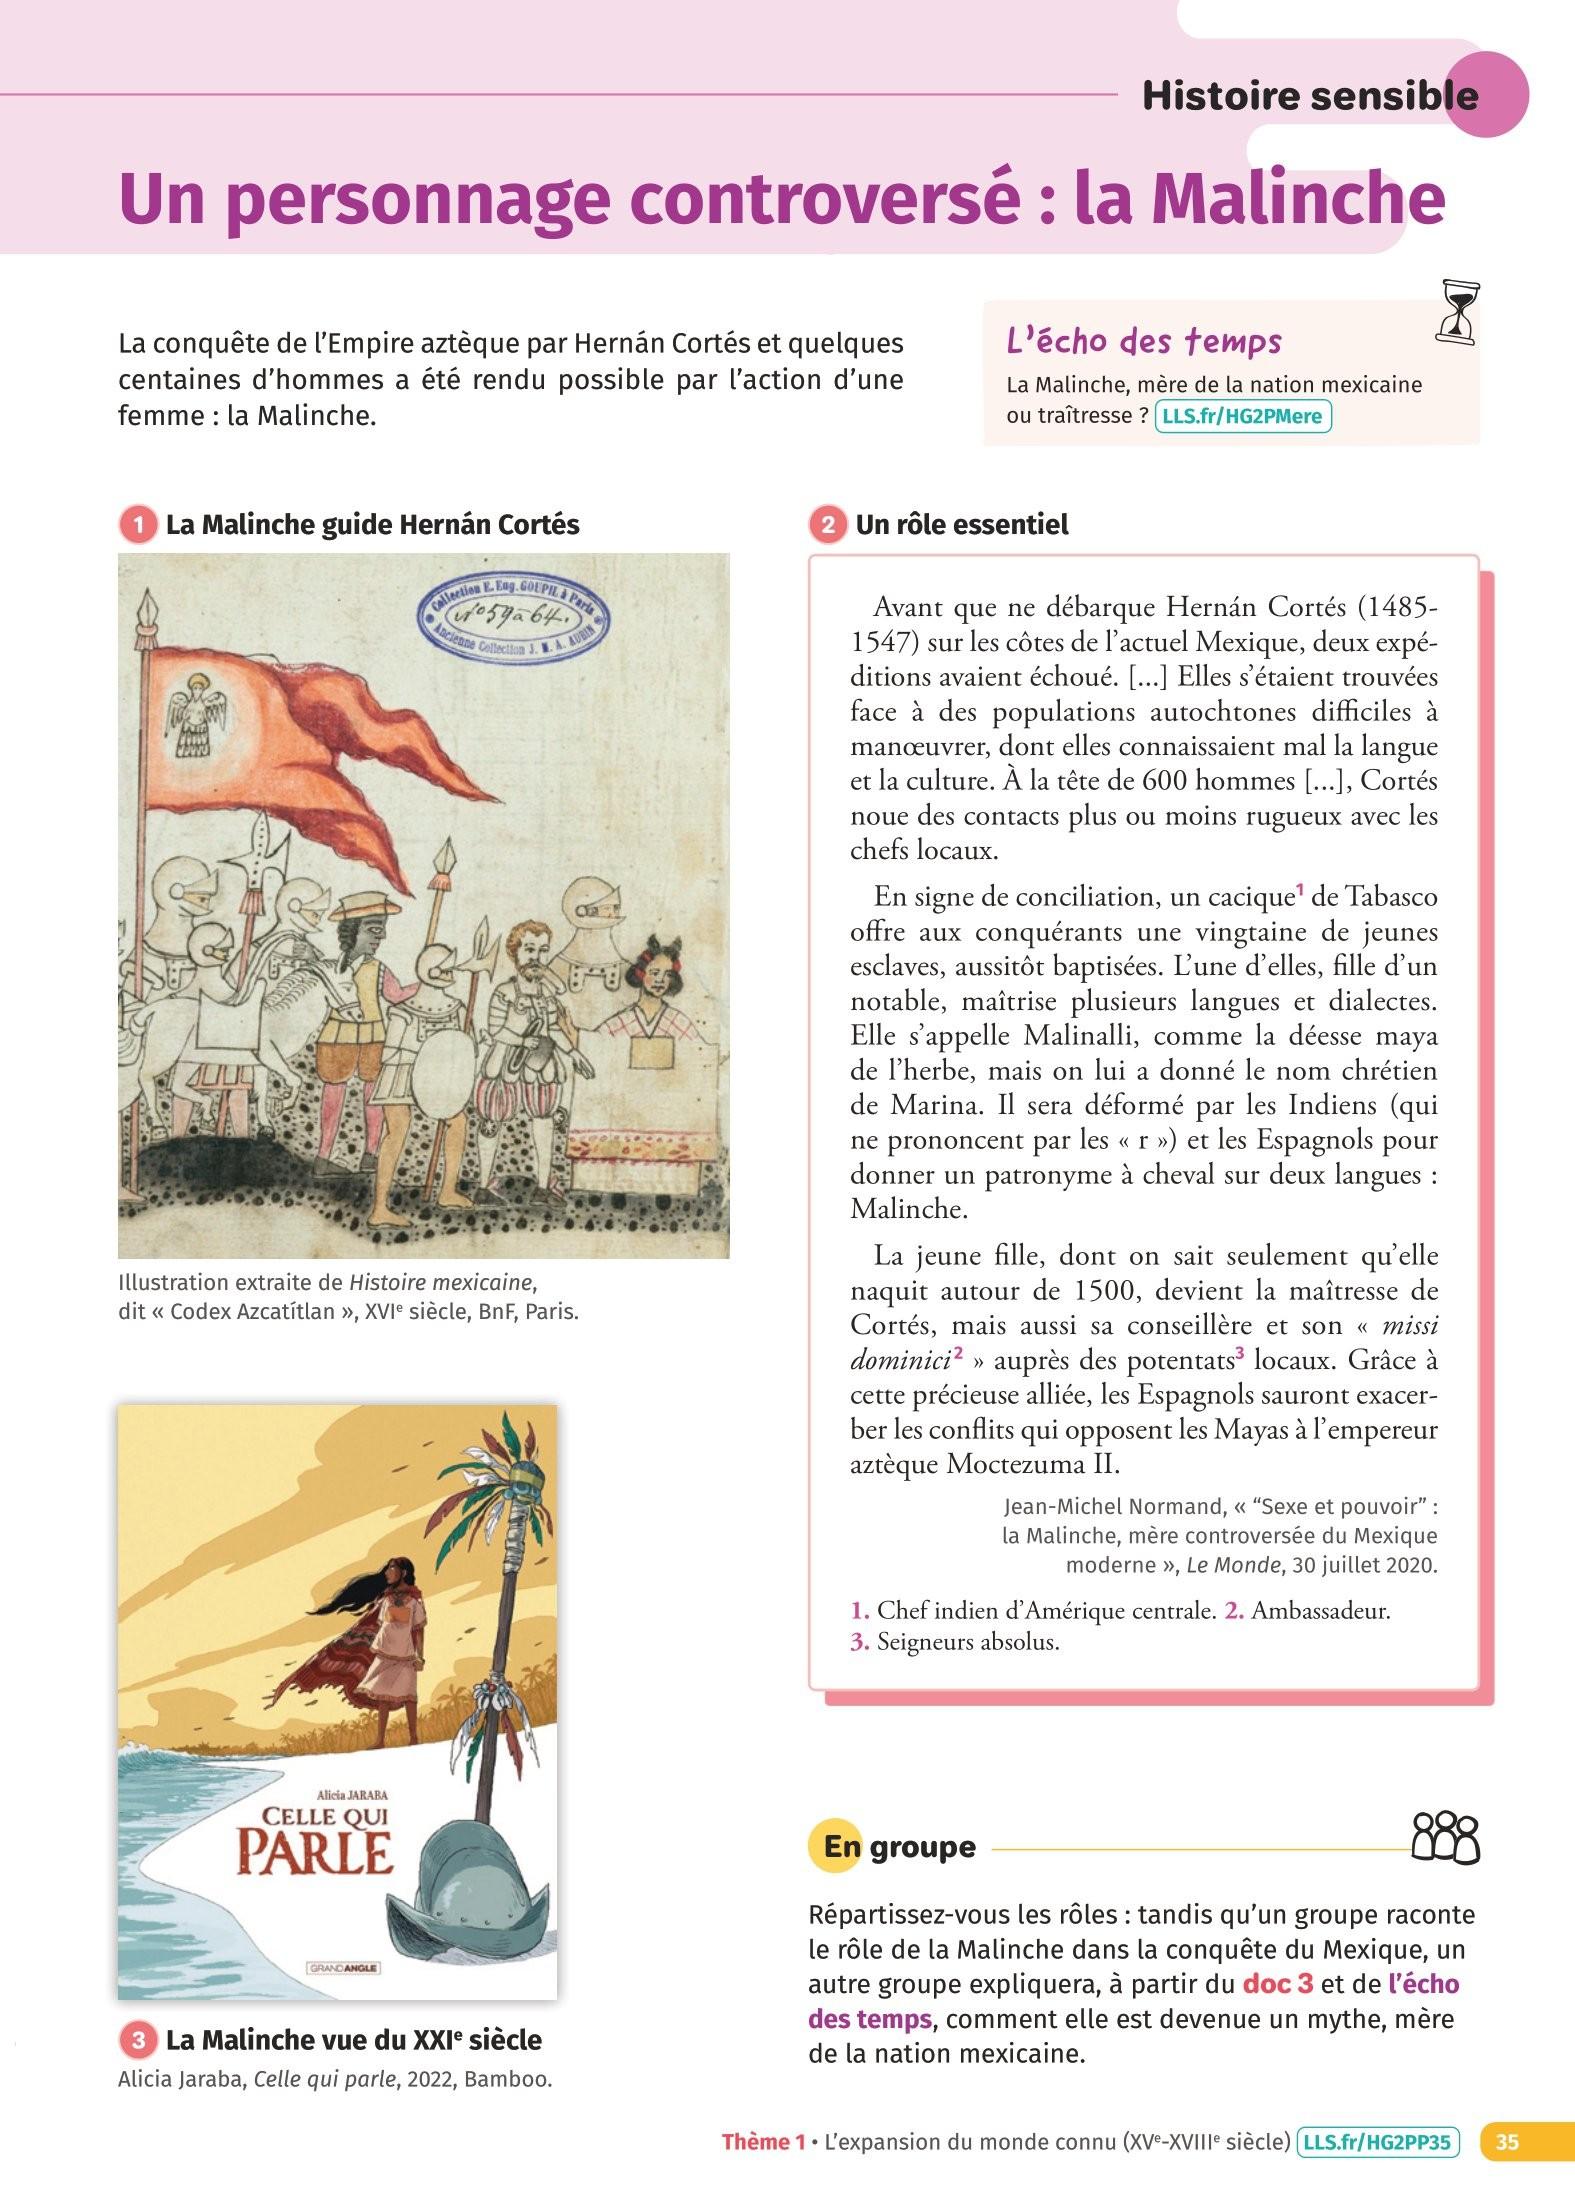 Histoire sensible
Un personnage controversé : la Malinche
La conquête de l’Empire aztèque par Hernán Cortés et quelques
centaines d’hommes a été rendu possible par l’action d’une
femme : la Malinche.
L’écho des temps
La Malinche, mère de la nation mexicaine
ou traîtresse ? LLS.fr/HG2PMere
1 La Malinche guide Hernán Cortés
Collection E. Eug. GOUPIL à Paris
N° 59 à 64.
Ancienne Collection J. M. A. AUBIN
Illustration extraite de Histoire mexicaine,
dit « Codex Azcatítlan », XVIe siècle, BnF, Paris.
Alicia JARABA
CELLE QUI
PARLE
GRANDANGLE
3 La Malinche vue du XXIe siècle
Alicia Jaraba, Celle qui parle, 2022, Bamboo.
2 Un rôle essentiel
Avant que ne débarque Hernán Cortés (1485-
1547) sur les côtes de l’actuel Mexique, deux expé-
ditions avaient échoué. [...] Elles s’étaient trouvées
face à des populations autochtones difficiles à
manœuvrer, dont elles connaissaient mal la langue
et la culture. À la tête de 600 hommes [...], Cortés
noue des contacts plus ou moins rugueux avec les
chefs locaux.
En signe de conciliation, un cacique1 de Tabasco
offre aux conquérants une vingtaine de jeunes
esclaves, aussitôt baptisées. L’une d’elles, fille d’un
notable, maîtrise plusieurs langues et dialectes.
Elle s’appelle Malinalli, comme la déesse maya
de l’herbe, mais on lui a donné le nom chrétien
de Marina. Il sera déformé par les Indiens (qui
ne prononcent par les « r ») et les Espagnols pour
donner un patronyme à cheval sur deux langues :
Malinche.
La jeune fille, dont on sait seulement qu’elle
naquit autour de 1500, devient la maîtresse de
Cortés, mais aussi sa conseillère et son « missi
dominici2 » auprès des potentats3 locaux. Grâce à
cette précieuse alliée, les Espagnols sauront exacer-
ber les conflits qui opposent les Mayas à l’empereur
aztèque Moctezuma II.
Jean-Michel Normand, « “Sexe et pouvoir” :
la Malinche, mère controversée du Mexique
moderne », Le Monde, 30 juillet 2020.
1. Chef indien d’Amérique centrale. 2. Ambassadeur.
3. Seigneurs absolus.
En groupe
Répartissez-vous les rôles : tandis qu’un groupe raconte
le rôle de la Malinche dans la conquête du Mexique, un
autre groupe expliquera, à partir du doc 3 et de l’écho
des temps, comment elle est devenue un mythe, mère
de la nation mexicaine.
Thème 1 • L’expansion du monde connu (XVe-XVIIIe siècle) LLS.fr/HG2PP35 35